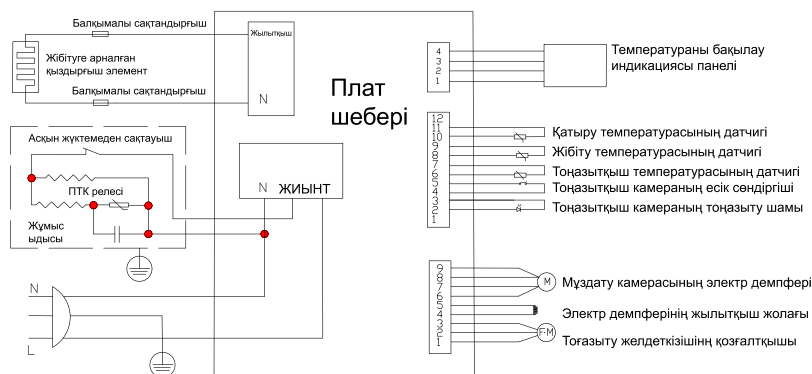 Балқымалы сақтандырғыш
Жібітуге арналған
қыздырғыш элемент
Балқымалы сақтандырғыш
Жылытқыш
N
Плат
шебері
4
3
2
1
Температураны бақылау
индикациясы панелі
Асқын жүктемеден сақтауыш
ПТК релесі
Жұмыс
ыдысы
N ЖИЫНТ
12
11
10
9
8
7
6
5
4
3
2
1
Қатыру температурасының датчигі
Жібіту температурасының датчигі
Тоңазытқыш температурасының датчигі
Тоңазытқыш камераның есік сөндіргіші
Тоңазытқыш камераның тоңазыту шамы
N
L
9
8
7
6
5
4
3
2
1
M
F·M
Мұздату камерасының электр демпфері
Электр демпферінің жылытқыш жолағы
Тоғазыту желдеткізішінң қозғалтқышы